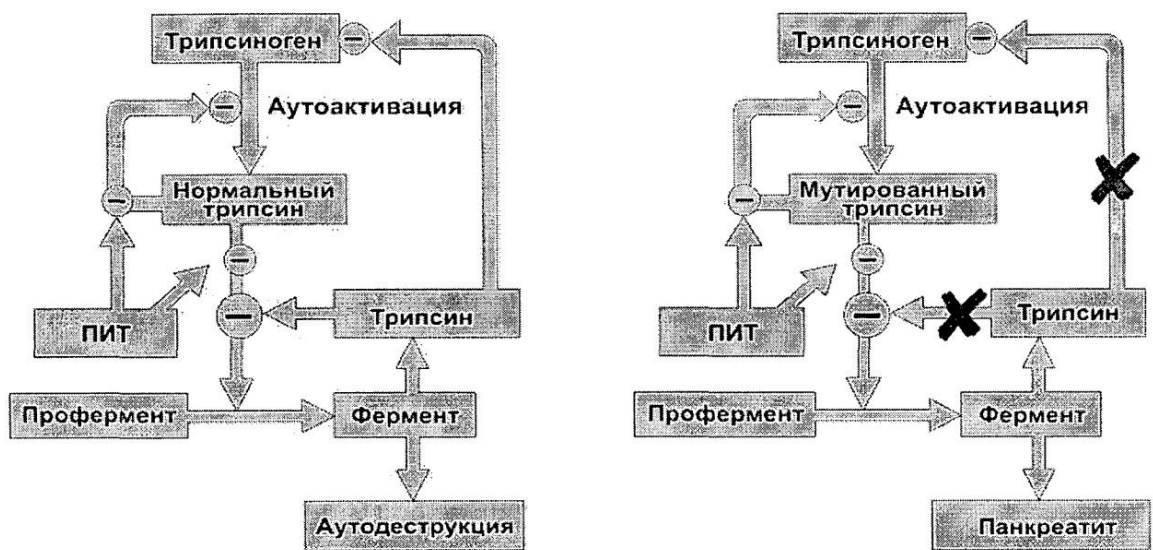 Трипсиноген
Аутоактивация
Нормальный
трипсин
ПИТ
Трипсин
Профермент
Фермент
Аутодеструкция
Трипсиноген
Аутоактивация
Мутированный
трипсин
ПИТ
Трипсин
Профермент
Фермент
Панкреатит